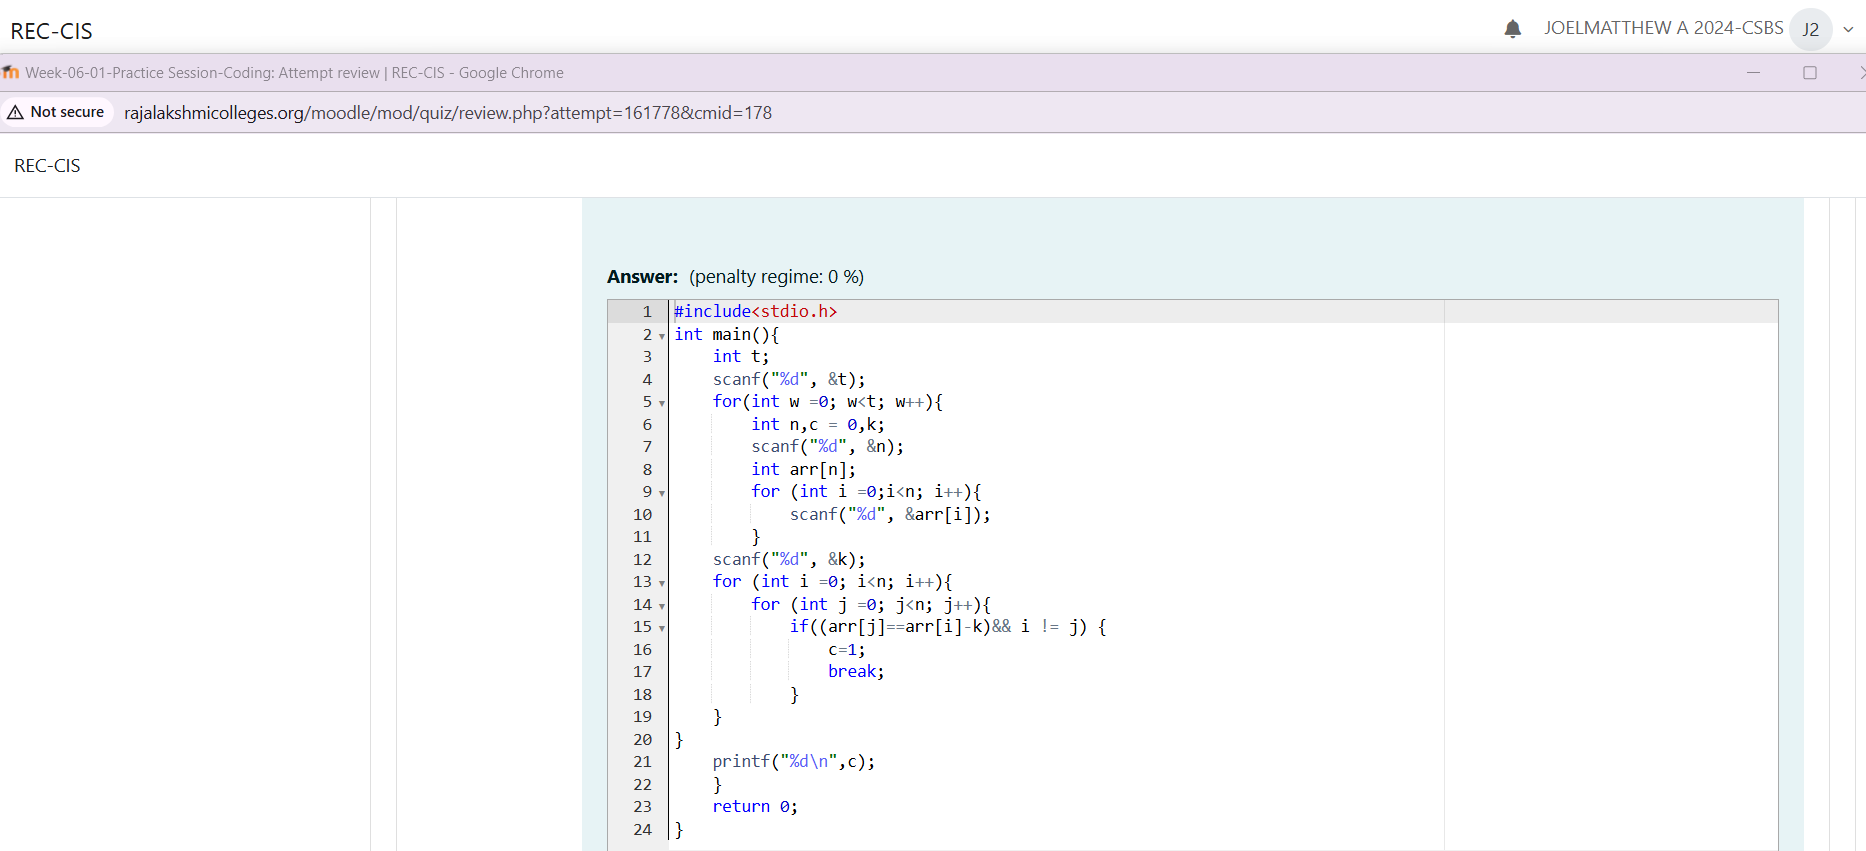 REC-CIS
JOELMATTHEW A 2024-CSBS J2
Week-06-01-Practice Session-Coding: Attempt review | REC-CIS - Google Chrome
Not secure rajalakshmicolleges.org/moodle/mod/quiz/review.php?attempt=161778&cmid=178
REC-CIS
Answer: (penalty regime: 0 %)
1 #include<stdio.h>
2 int main(){
3     int t;
4     scanf("%d", &t);
5     for(int w =0; w<t; w++){
6         int n,c = 0,k;
7         scanf("%d", &n);
8         int arr[n];
9         for (int i =0;i<n; i++){
10             scanf("%d", &arr[i]);
11         }
12     scanf("%d", &k);
13     for (int i =0; i<n; i++){
14         for (int j =0; j<n; j++){
15             if((arr[j]==arr[i]-k)&& i != j) {
16                 c=1;
17                 break;
18             }
19     }
20 }
21     printf("%d\n",c);
22     }
23     return 0;
24 }